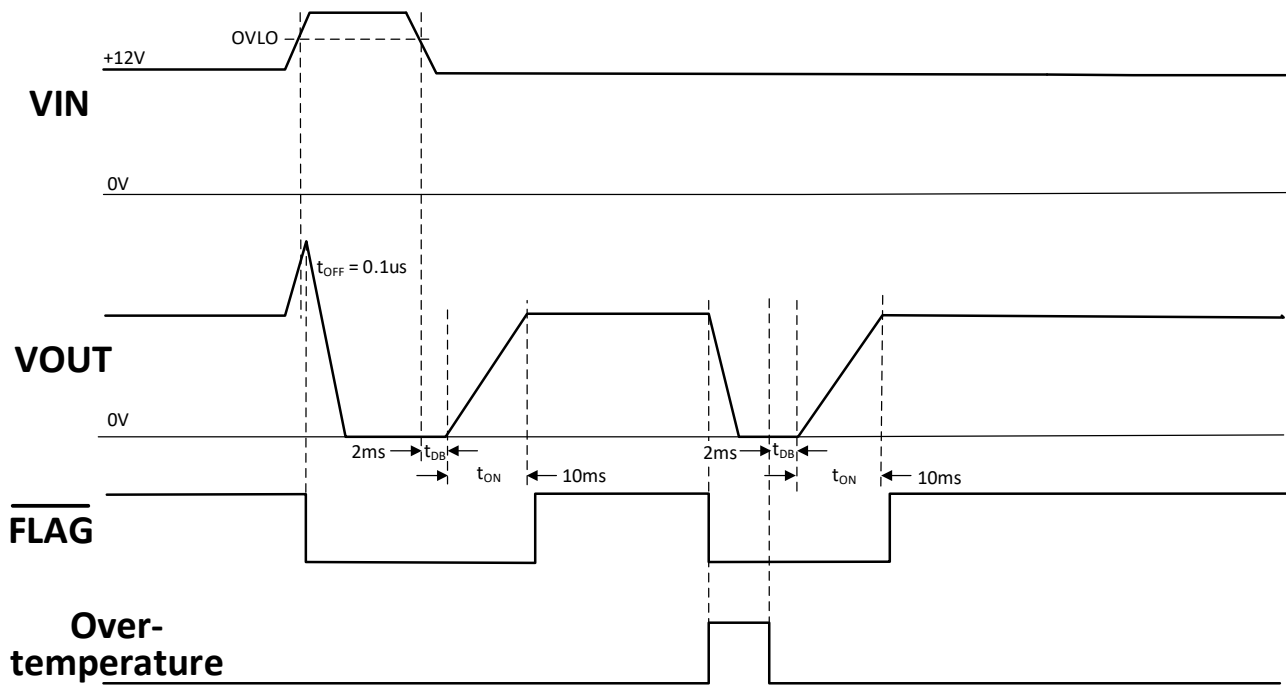 OVLO
+12V
VIN
0V
tOFF = 0.1us
VOUT
0V
2ms tDB
tON 10ms
2ms tDB
tON 10ms
FLAG
Over-
temperature